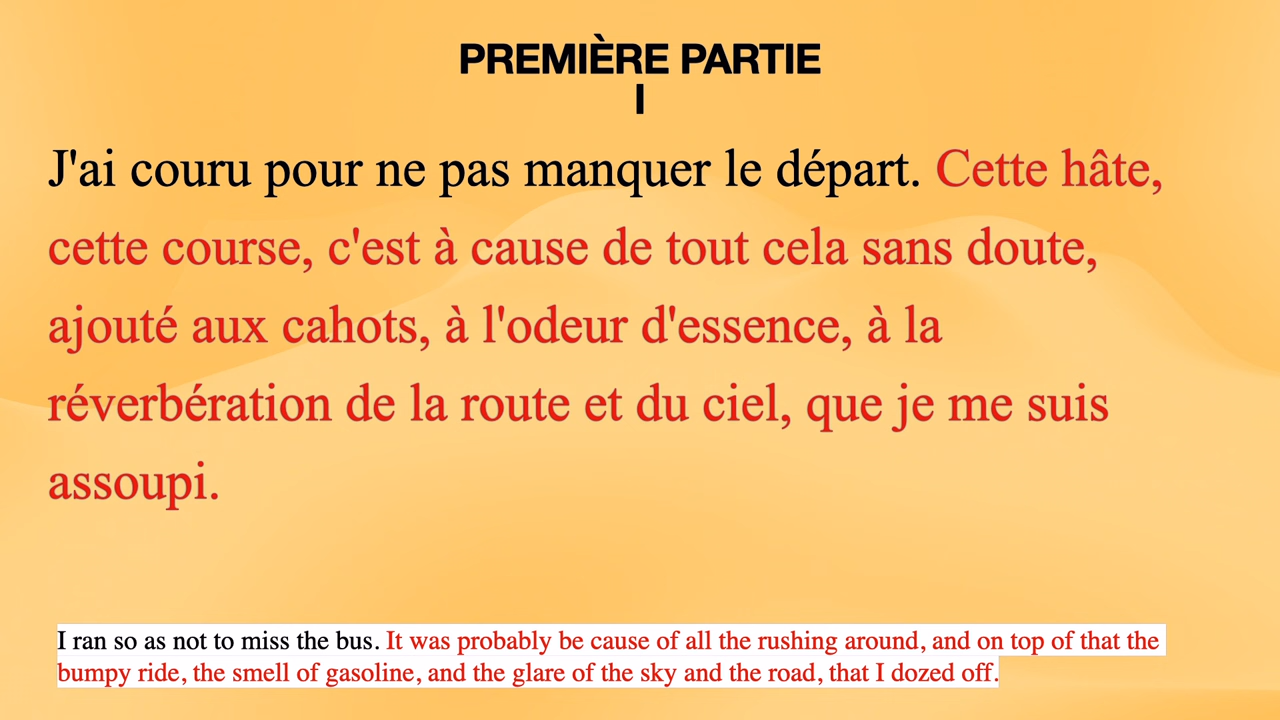 PREMIÈRE PARTIE
I
J'ai couru pour ne pas manquer le départ. Cette hâte,
cette course, c'est à cause de tout cela sans doute,
ajouté aux cahots, à l'odeur d'essence, à la
réverbération de la route et du ciel, que je me suis
assoupi.
I ran so as not to miss the bus. It was probably be cause of all the rushing around, and on top of that the
bumpy ride, the smell of gasoline, and the glare of the sky and the road, that I dozed off.